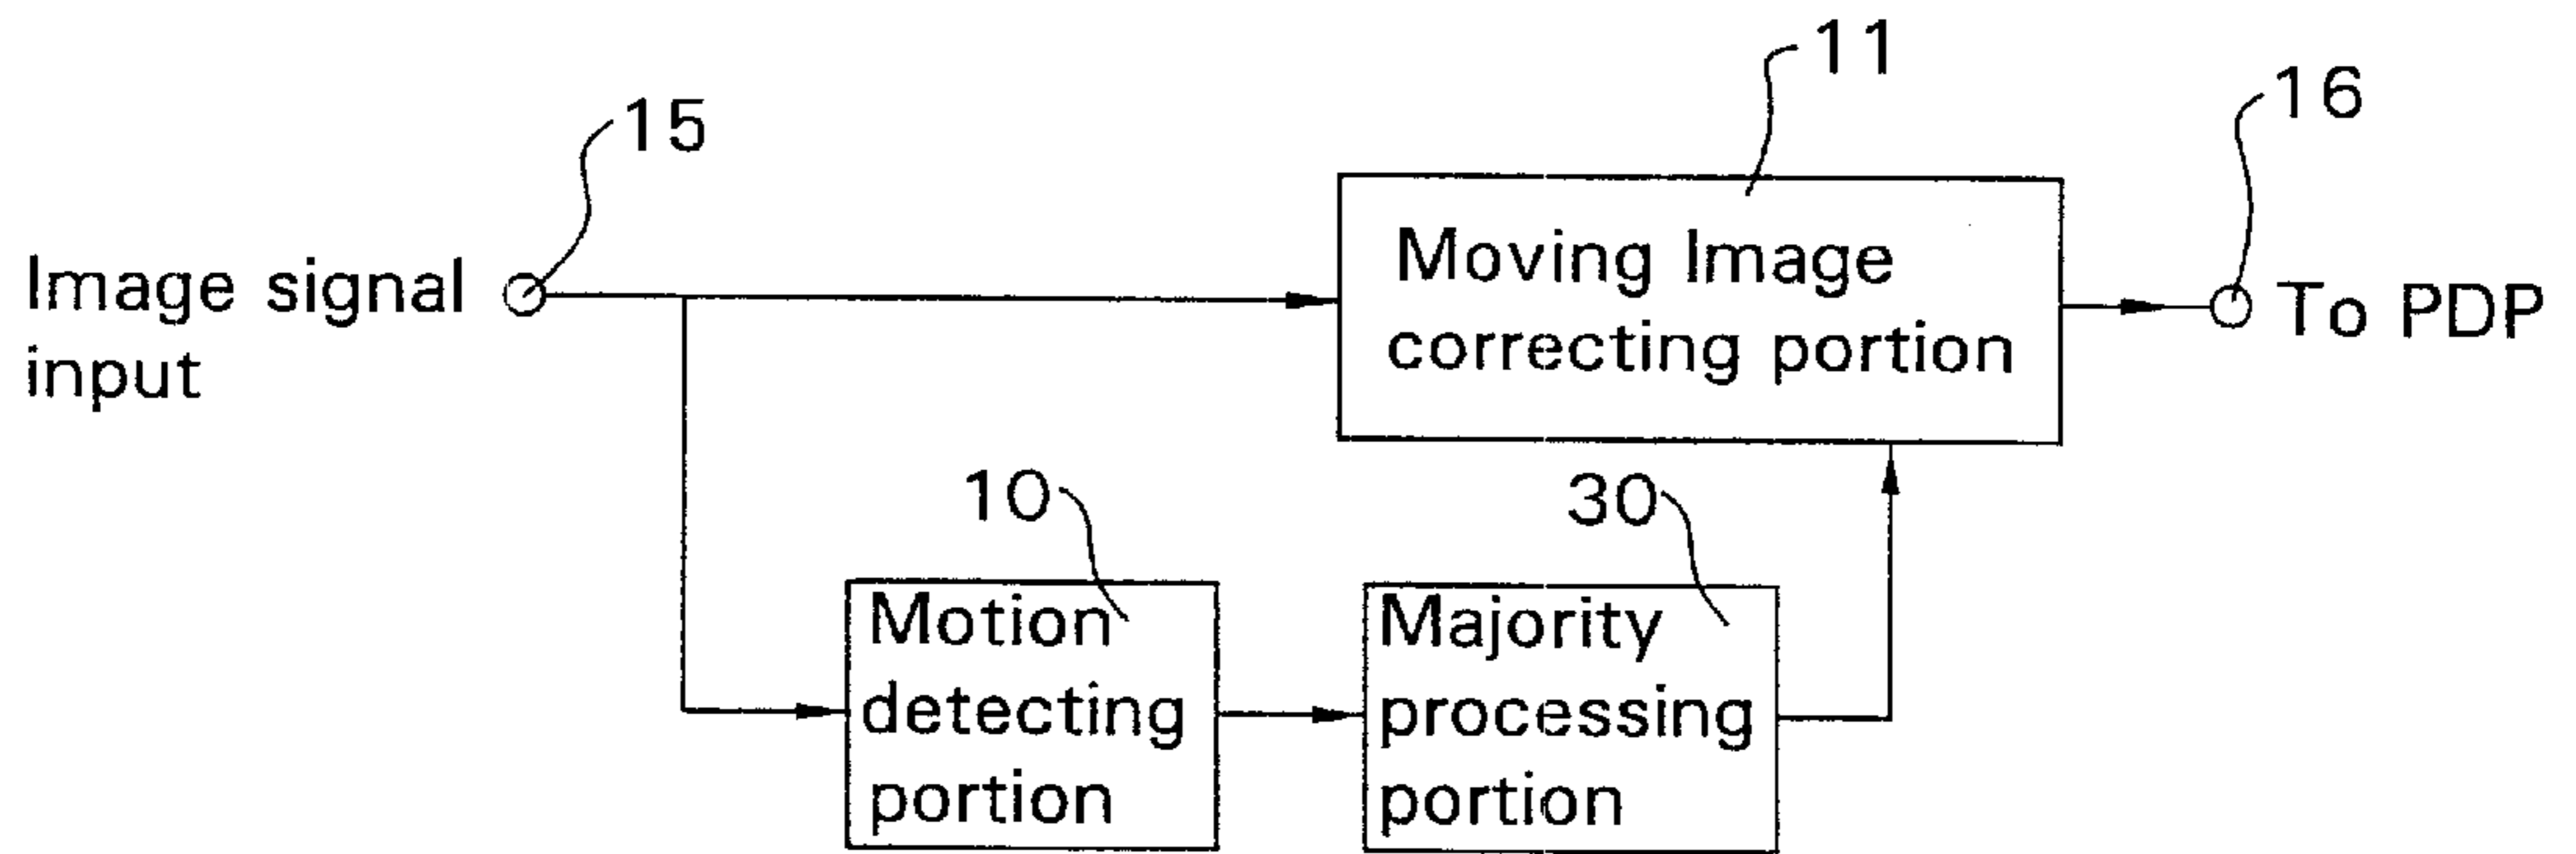 11
16
15
Image signal
input
Moving Image
correcting portion
To PDP
10
30
Motion
detecting
portion
Majority
processing
portion